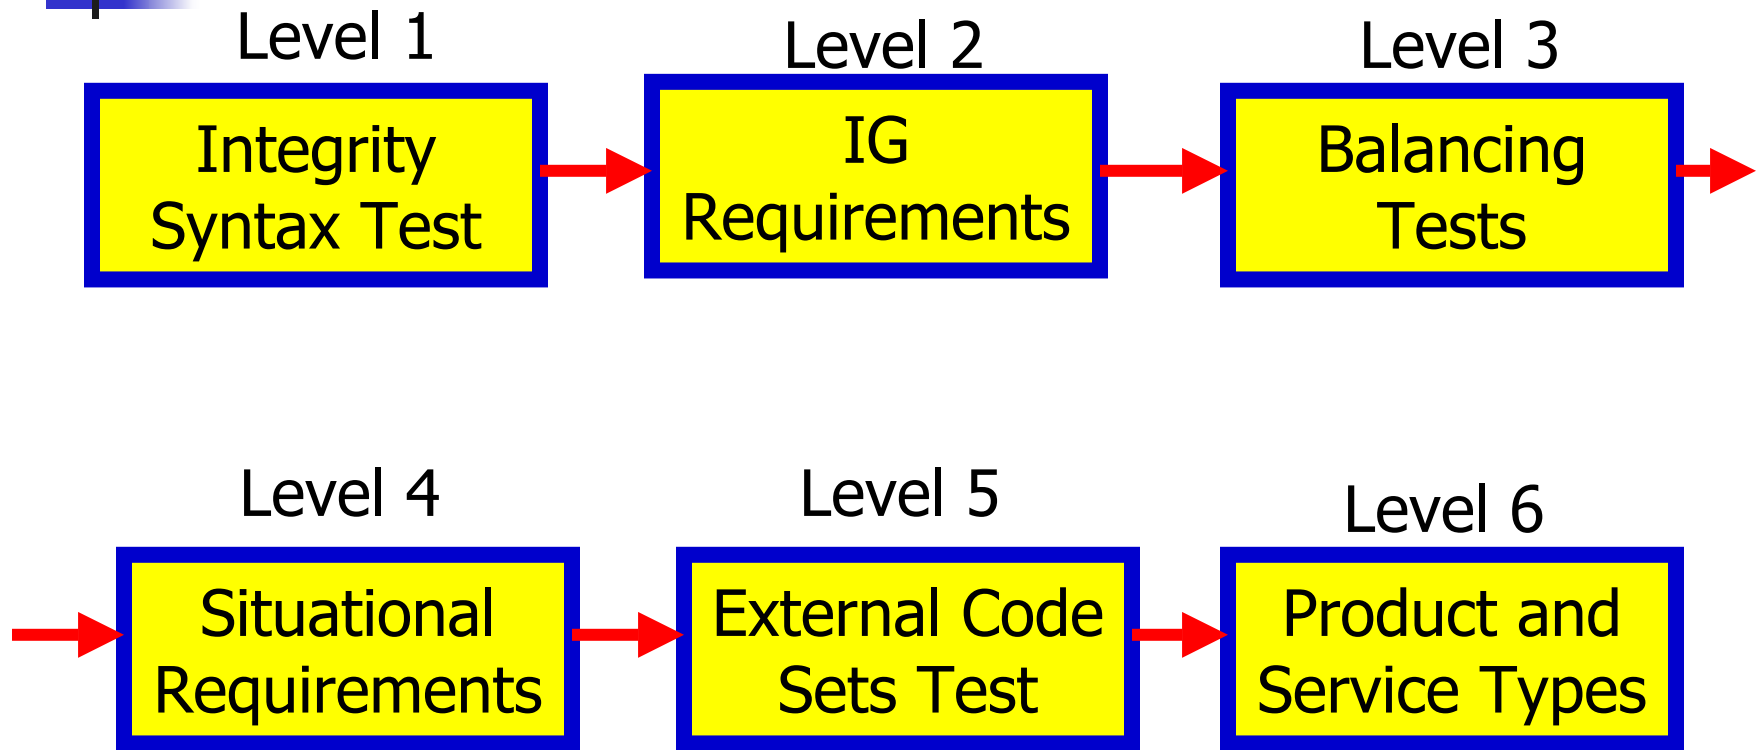 Level 1
Level 2
Level 3
Integrity
Syntax Test
IG
Requirements
Balancing
Tests
Level 4
Level 5
Level 6
Situational
Requirements
External Code
Sets Test
Product and
Service Types